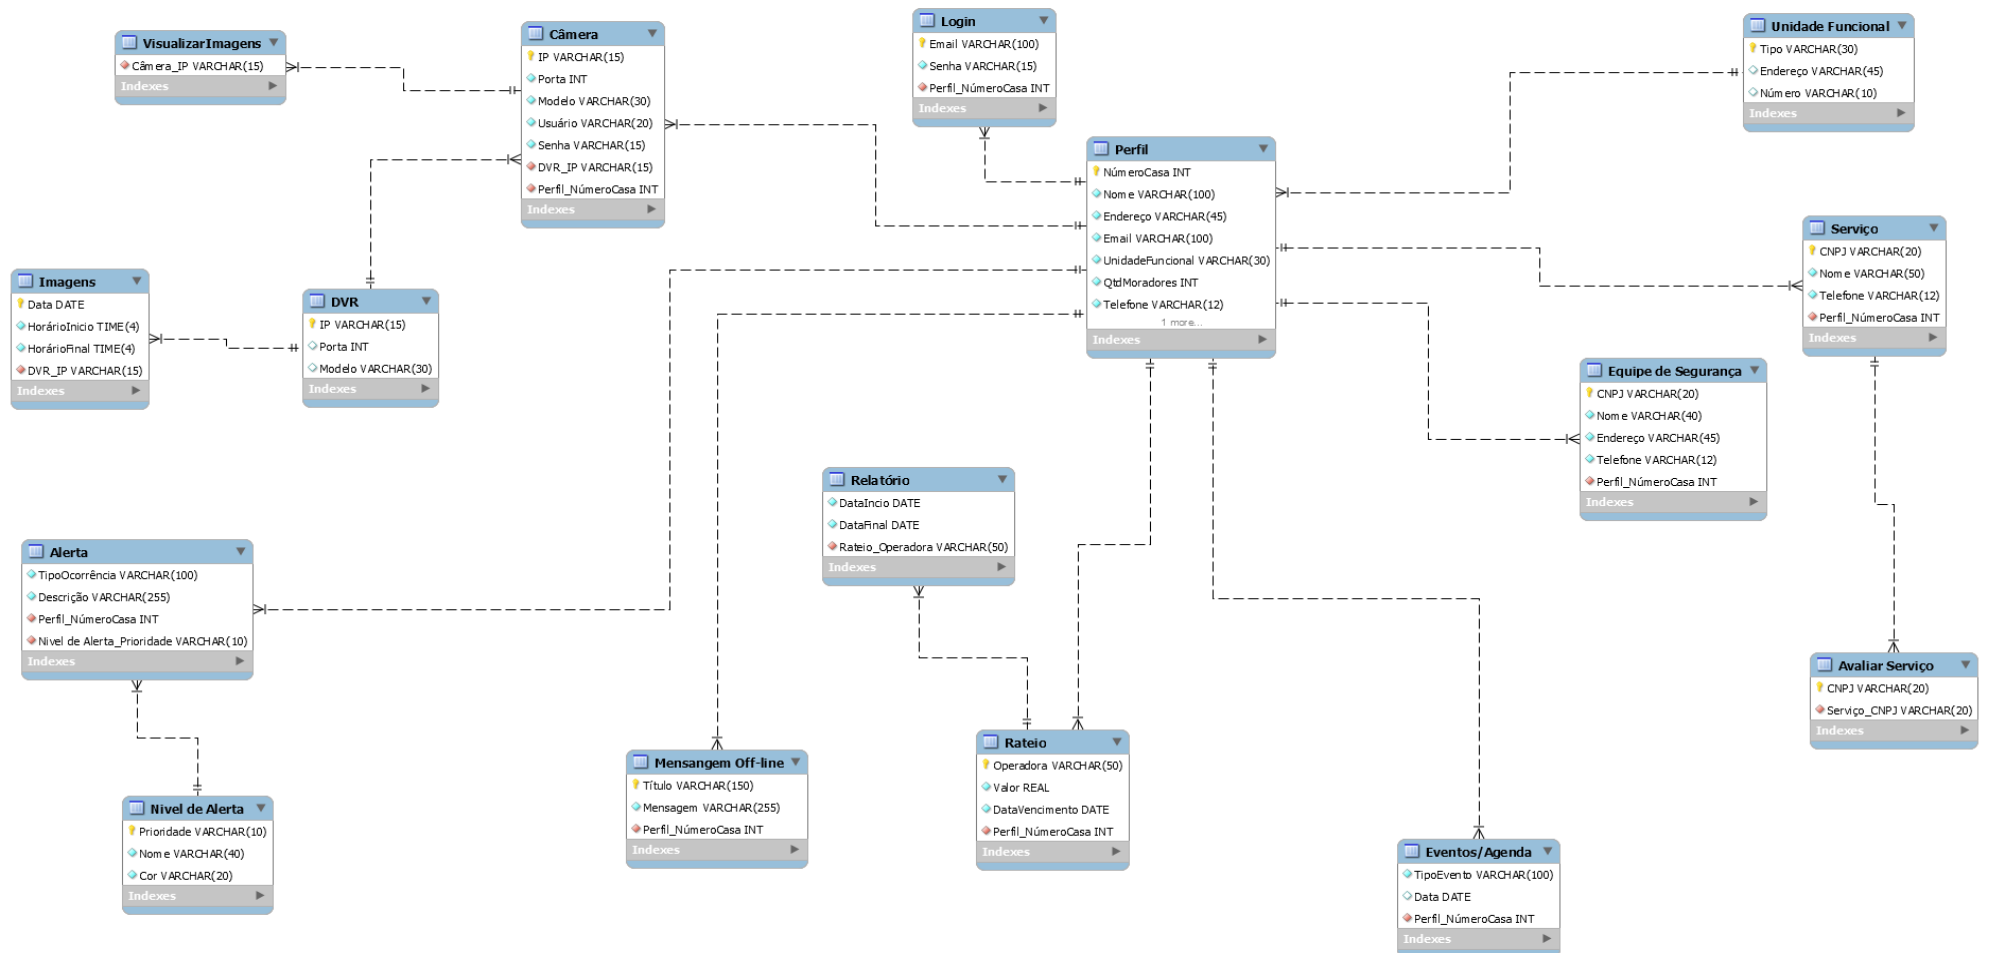 VisualizarImagens
Câmera_IP VARCHAR(15)
Indexes
Câmera
IP VARCHAR(15)
Porta INT
Modelo VARCHAR(30)
Usuário VARCHAR(20)
Senha VARCHAR(15)
DVR_IP VARCHAR(15)
Perfil_NúmeroCasa INT
Indexes
Login
Email VARCHAR(100)
Senha VARCHAR(15)
Perfil_NúmeroCasa INT
Indexes
Unidade Funcional
Tipo VARCHAR(30)
Endereço VARCHAR(45)
Número VARCHAR(10)
Indexes
Perfil
NúmeroCasa INT
Nome VARCHAR(100)
Endereço VARCHAR(45)
Email VARCHAR(100)
UnidadeFuncional VARCHAR(30)
QtdMoradores INT
Telefone VARCHAR(12)
1 more...
Indexes
Serviço
CNPJ VARCHAR(20)
Nome VARCHAR(50)
Telefone VARCHAR(12)
Perfil_NúmeroCasa INT
Indexes
Imagens
Data DATE
HorárioInicio TIME(4)
HorárioFinal TIME(4)
DVR_IP VARCHAR(15)
Indexes
DVR
IP VARCHAR(15)
Porta INT
Modelo VARCHAR(30)
Indexes
Equipe de Segurança
CNPJ VARCHAR(20)
Nome VARCHAR(40)
Endereço VARCHAR(45)
Telefone VARCHAR(12)
Perfil_NúmeroCasa INT
Indexes
Relatório
DataIncio DATE
DataFinal DATE
Rateio_Operadora VARCHAR(50)
Indexes
Alerta
TipoOcorrência VARCHAR(100)
Descrição VARCHAR(255)
Perfil_NúmeroCasa INT
Nivel de Alerta_Prioridade VARCHAR(10)
Indexes
Avaliar Serviço
CNPJ VARCHAR(20)
Serviço_CNPJ VARCHAR(20)
Indexes
Mensangem Off-line
Título VARCHAR(150)
Mensagem VARCHAR(255)
Perfil_NúmeroCasa INT
Indexes
Rateio
Operadora VARCHAR(50)
Valor REAL
DataVencimento DATE
Perfil_NúmeroCasa INT
Indexes
Nivel de Alerta
Prioridade VARCHAR(10)
Nome VARCHAR(40)
Cor VARCHAR(20)
Indexes
Eventos/Agenda
TipoEvento VARCHAR(100)
Data DATE
Perfil_NúmeroCasa INT
Indexes